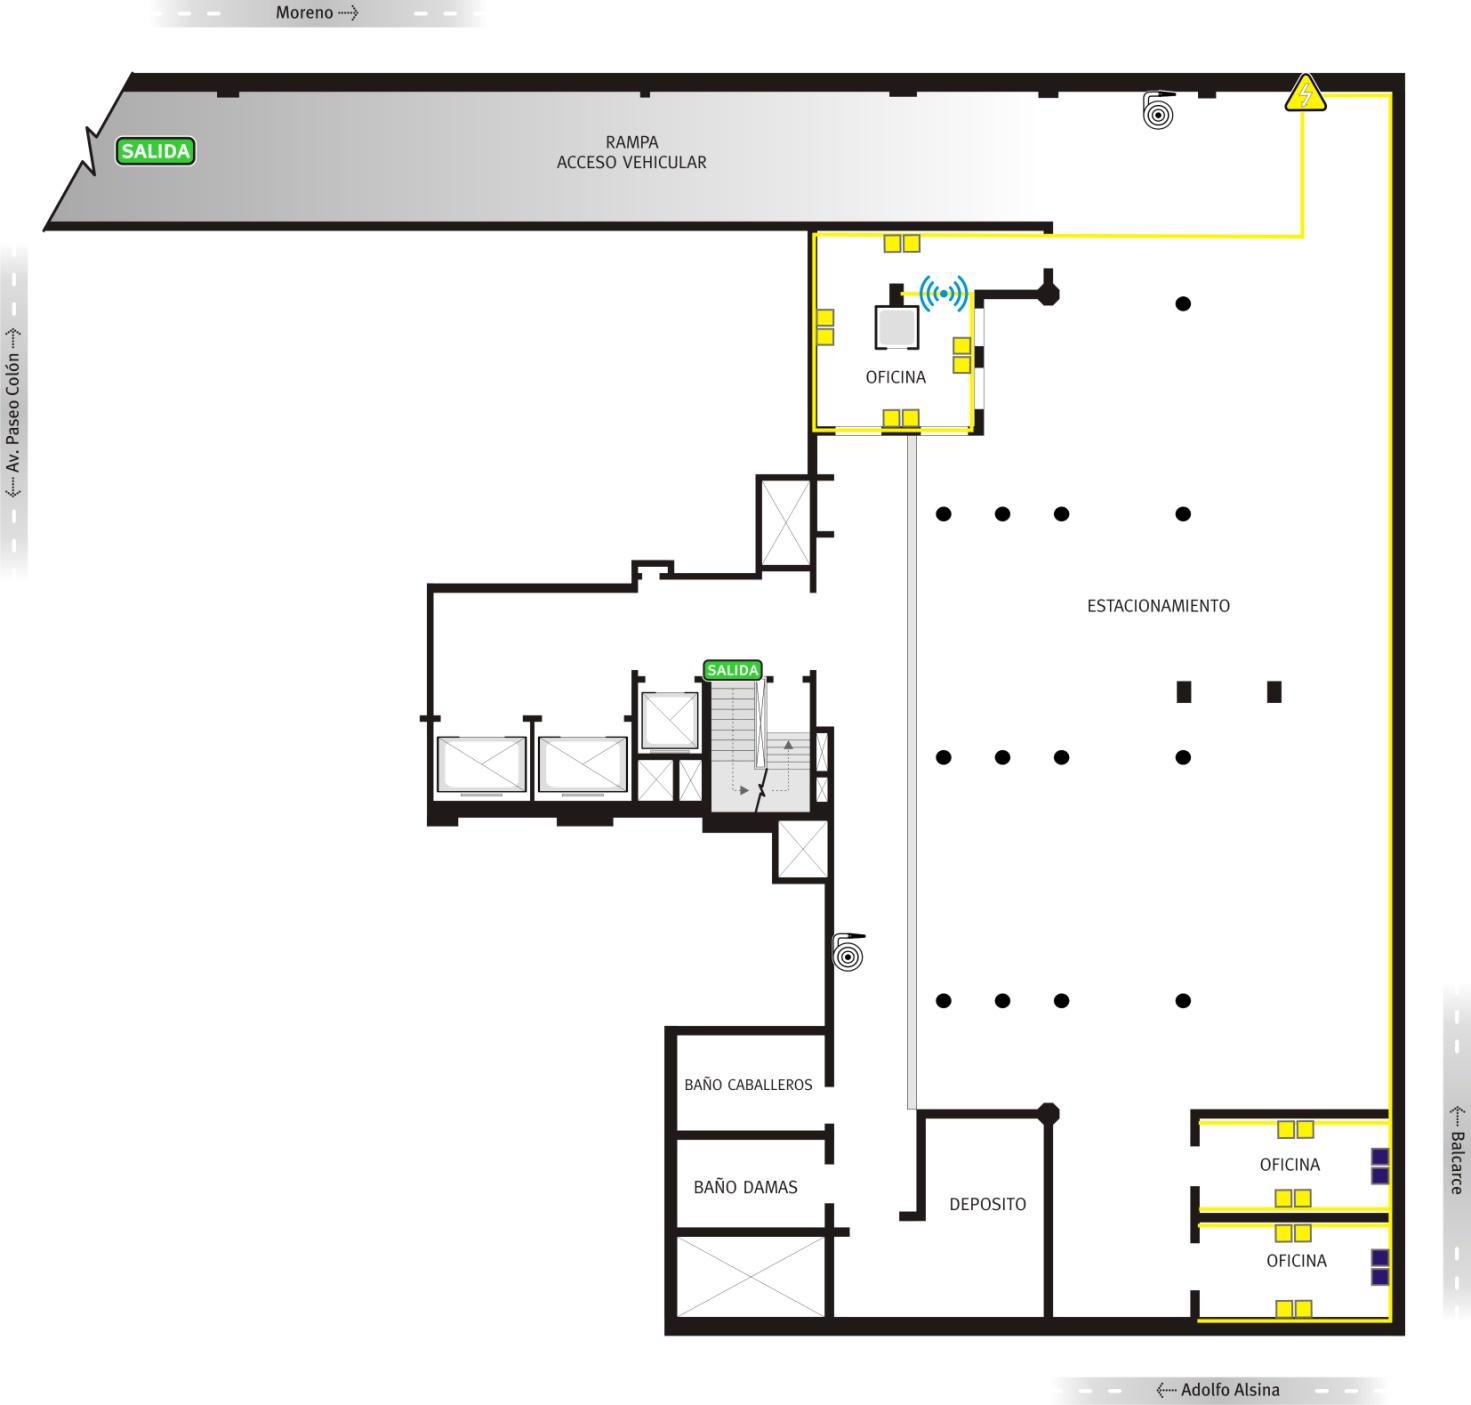 Moreno
SALIDA
RAMPA
ACCESO VEHICULAR
Av. Paseo Colón
OFICINA
ESTACIONAMIENTO
SALIDA
BAÑO CABALLEROS
BAÑO DAMAS
DEPOSITO
OFICINA
OFICINA
Balcarce
Adolfo Alsina